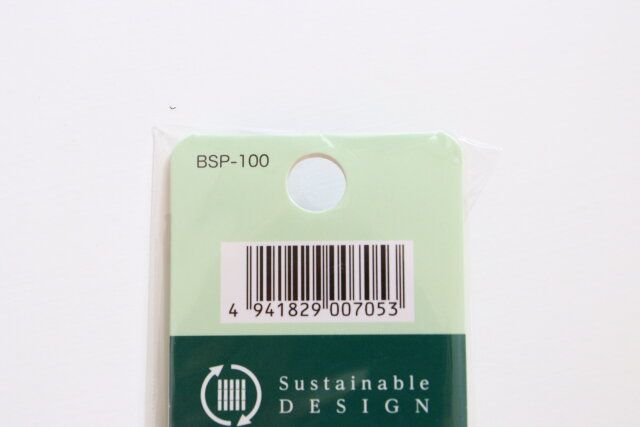 BSP-100
4 941829 007053
Sustainable
DESIGN